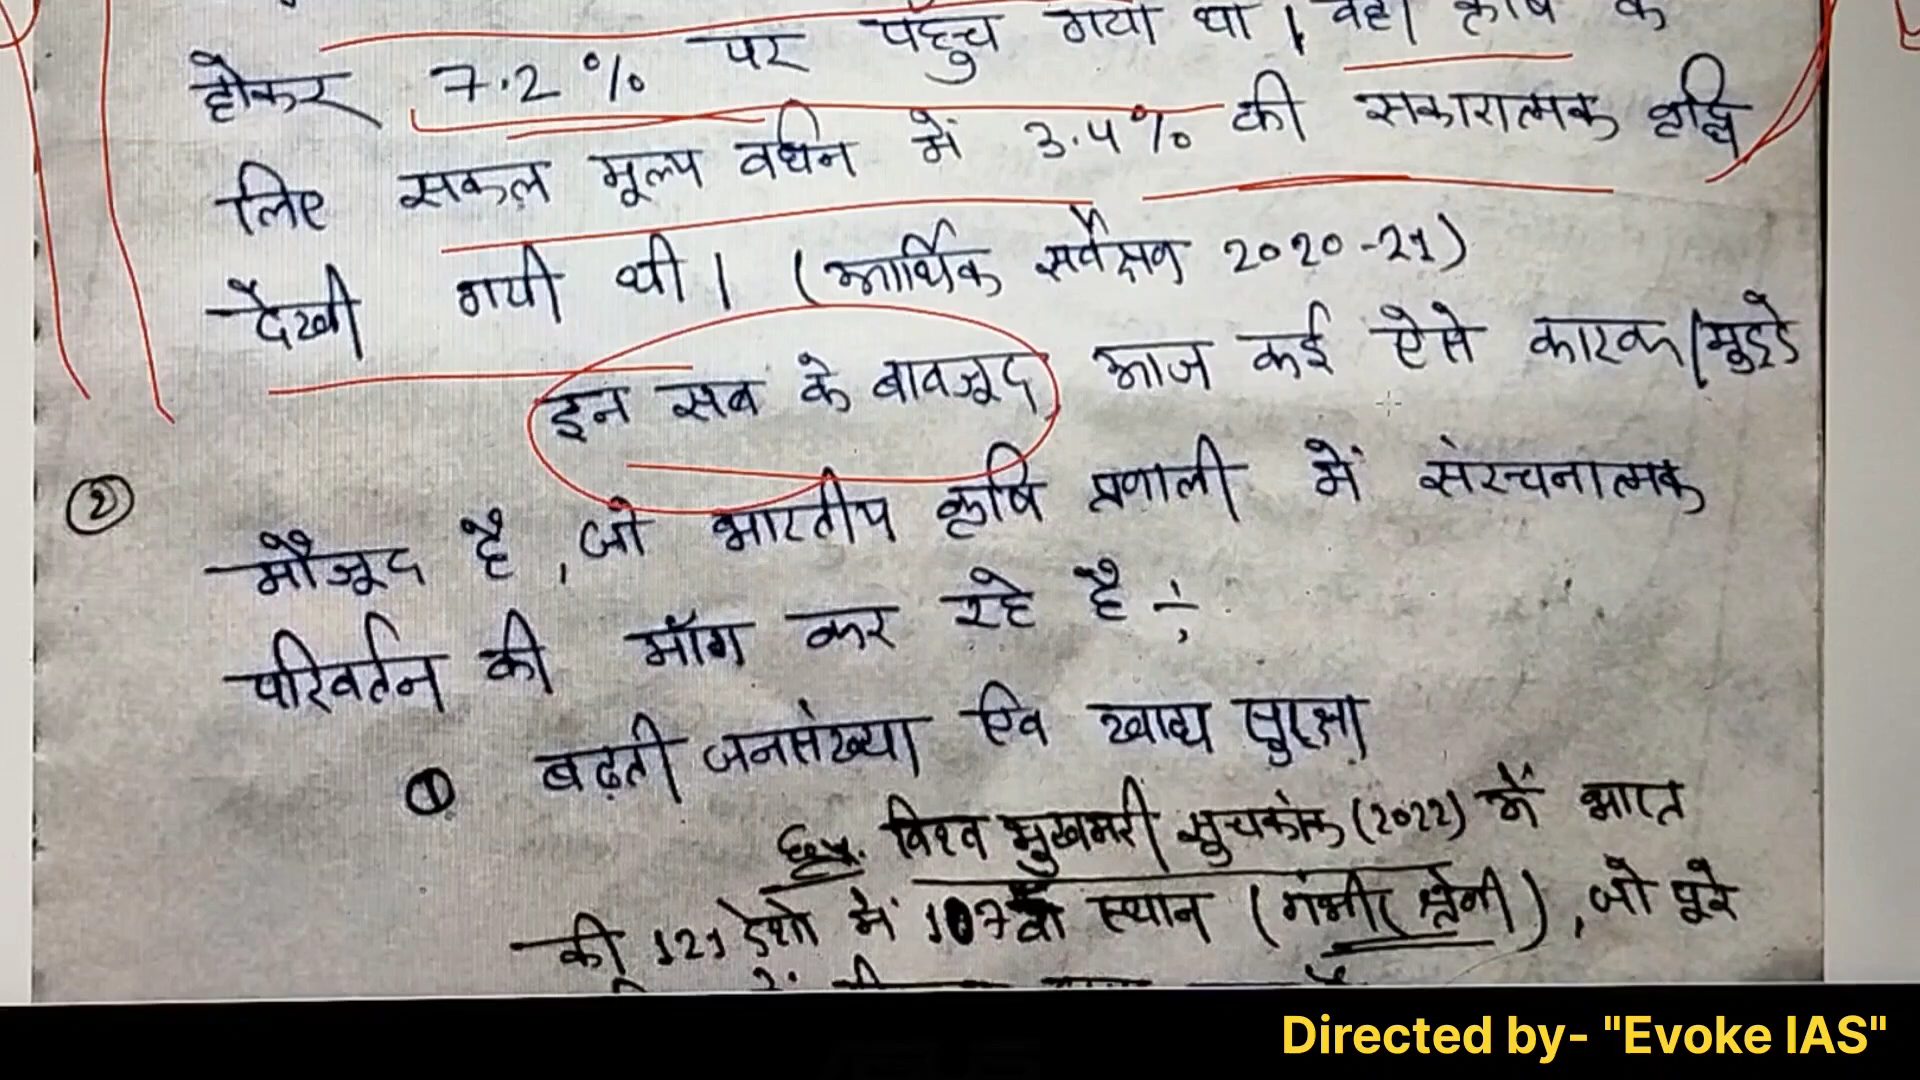 होकर 7.2% पर पहुंच गया था। वही कृषि के
लिए सकल मूल्य वर्धन में 3.4% की सकारात्मक वृद्धि
देखी गयी थी। (आर्थिक सर्वेक्षण 2020-21)
इन सब के बावजूद आज कई ऐसे कारक/मुद्दे
② मौजूद है, जो भारतीय कृषि प्रणाली में संरचनात्मक
परिवर्तन की माँग कर रहे है ÷
① बढ़ती जनसंख्या एंव खाद्य सुरक्षा
Ex. विश्व भुखमरी सूचकांक (2022) में भारत
की 121 देशो में 107वा स्थान (गंभीर श्रेनी), जो पूरे
Directed by- "Evoke IAS"